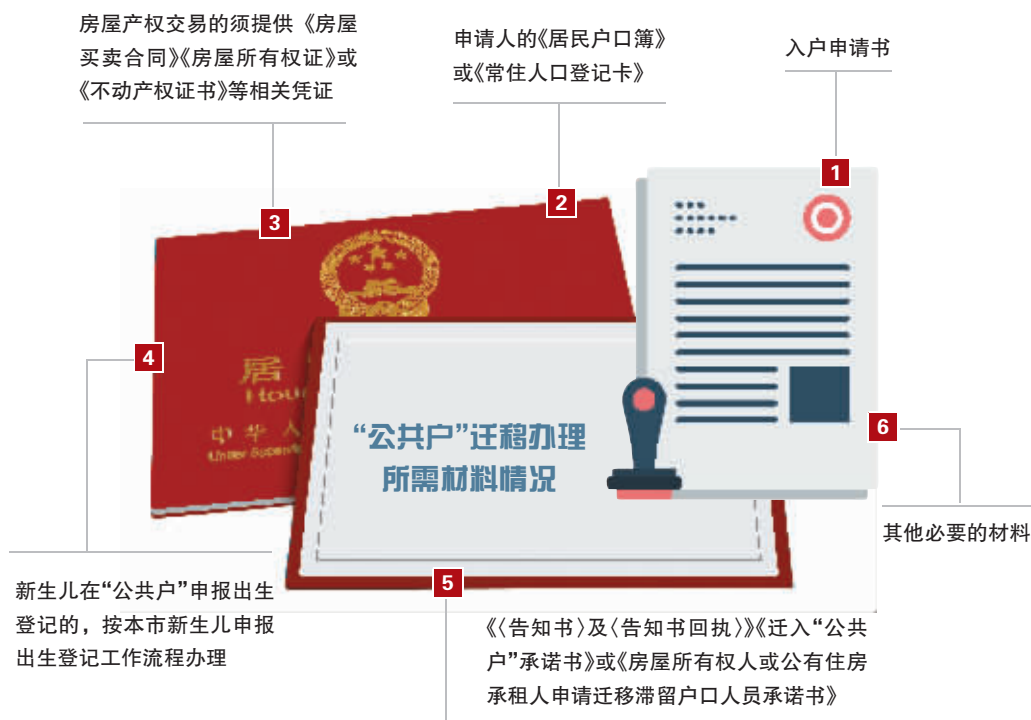 房屋产权交易的须提供《房屋
买卖合同》《房屋所有权证》或
《不动产权证书》等相关凭证
申请人的《居民户口簿》
或《常住人口登记卡》
入户申请书
1
2
3
4
居
Hou
中华人
Under
“公共户”迁移办理
所需材料情况
6
其他必要的材料
5
新生儿在“公共户”申报出生
登记的，按本市新生儿申报
出生登记工作流程办理
《〈告知书〉及〈告知书回执〉》《迁入“公共
户”承诺书》或《房屋所有权人或公有住房
承租人申请迁移滞留户口人员承诺书》